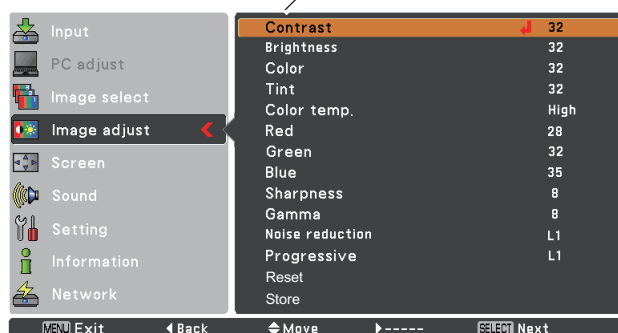 Input
PC adjust
Image select
Image adjust
Screen
Sound
Setting
Information
Network
Contrast 32
Brightness 32
Color 32
Tint 32
Color temp. High
Red 28
Green 32
Blue 35
Sharpness 8
Gamma 8
Noise reduction L1
Progressive L1
Reset
Store
MENU Exit Back Move ----- SELECT Next